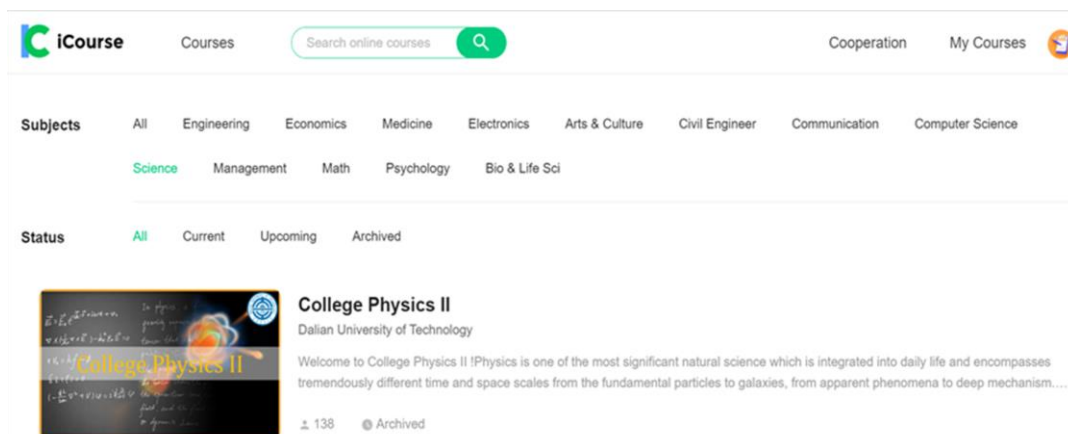 iCourse Courses Search online courses Cooperation My Courses
Subjects All Engineering Economics Medicine Electronics Arts & Culture Civil Engineer Communication Computer Science
Science Management Math Psychology Bio & Life Sci
Status All Current Upcoming Archived
College Physics II
College Physics II
Dalian University of Technology
Welcome to College Physics II !Physics is one of the most significant natural science which is integrated into daily life and encompasses
tremendously different time and space scales from the fundamental particles to galaxies, from apparent phenomena to deep mechanism.…
138 Archived